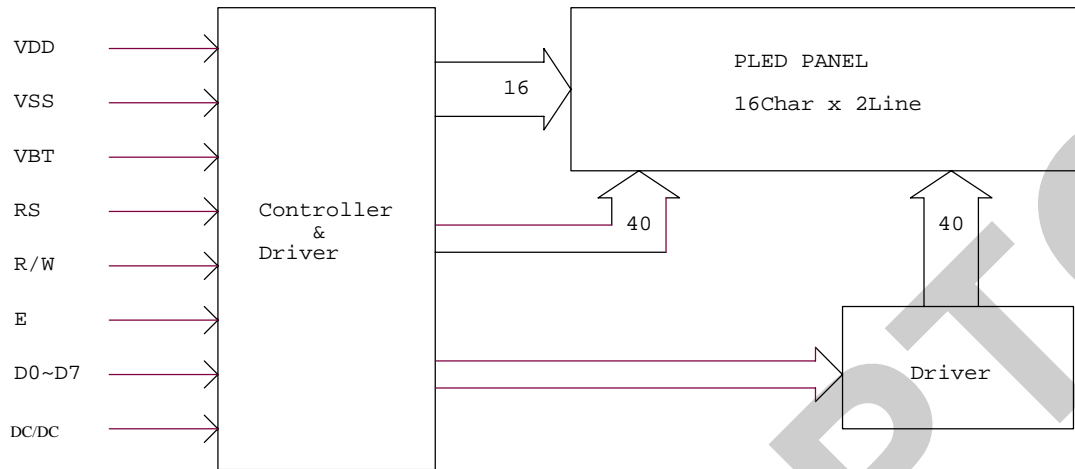 VDD
VSS
VBT
RS
R/W
E
D0~D7
DC/DC
Controller
&
Driver
16
PLED PANEL
16Char x 2Line
40
40
Driver